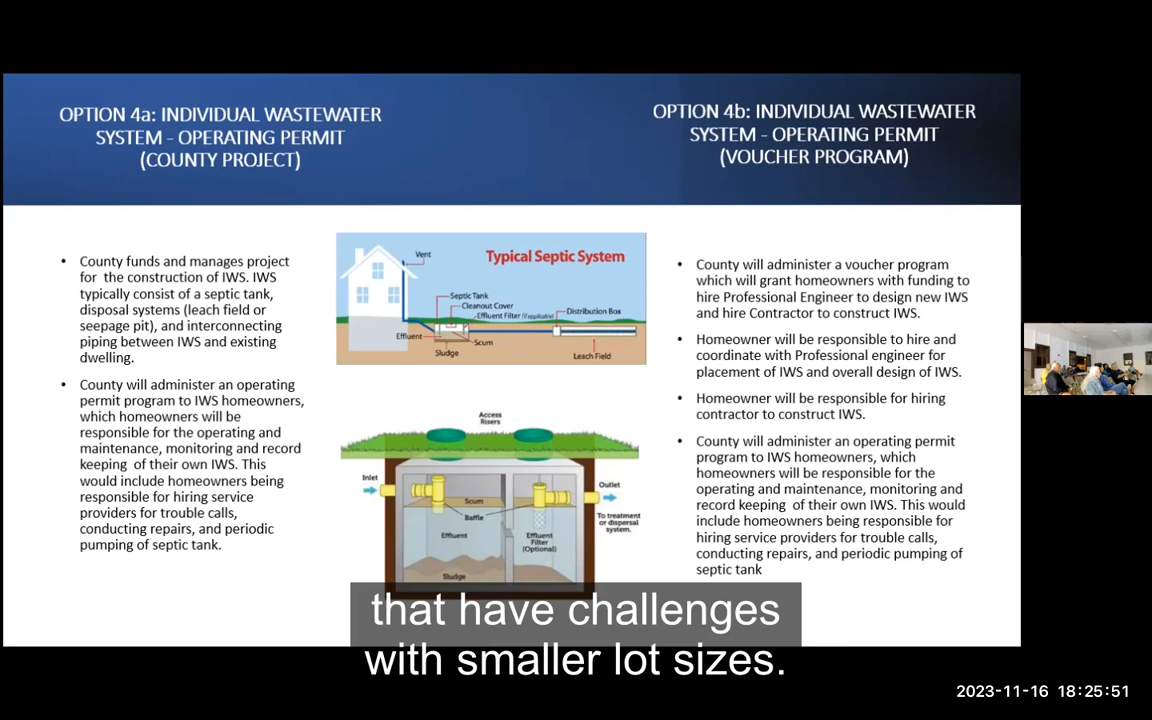 OPTION 4a: INDIVIDUAL WASTEWATER
SYSTEM - OPERATING PERMIT
(COUNTY PROJECT)
OPTION 4b: INDIVIDUAL WASTEWATER
SYSTEM - OPERATING PERMIT
(VOUCHER PROGRAM)
• County funds and manages project
for the construction of IWS. IWS
typically consist of a septic tank,
disposal systems (leach field or
seepage pit), and interconnecting
piping between IWS and existing
dwelling.
• County will administer an operating
permit program to IWS homeowners,
which homeowners will be
responsible for the operating and
maintenance, monitoring and record
keeping of their own IWS. This
would include homeowners being
responsible for hiring service
providers for trouble calls,
conducting repairs, and periodic
pumping of septic tank.
Typical Septic System
Vent
Septic Tank
Cleanout Cover
Effluent Filter (if applicable)
Distribution Box
Effluent
Scum
Sludge
Leach Field
Access
Risers
Inlet
Outlet
Scum
Baffle
To treatment
or dispersal
system.
Effluent
Effluent
Filter
(Optional)
Sludge
• County will administer a voucher program
which will grant homeowners with funding to
hire Professional Engineer to design new IWS
and hire Contractor to construct IWS.
• Homeowner will be responsible to hire and
coordinate with Professional engineer for
placement of IWS and overall design of IWS.
• Homeowner will be responsible for hiring
contractor to construct IWS.
• County will administer an operating permit
program to IWS homeowners, which
homeowners will be responsible for the
operating and maintenance, monitoring and
record keeping of their own IWS. This would
include homeowners being responsible for
hiring service providers for trouble calls,
conducting repairs, and periodic pumping of
septic tank
that have challenges
with smaller lot sizes.
2023-11-16 18:25:51